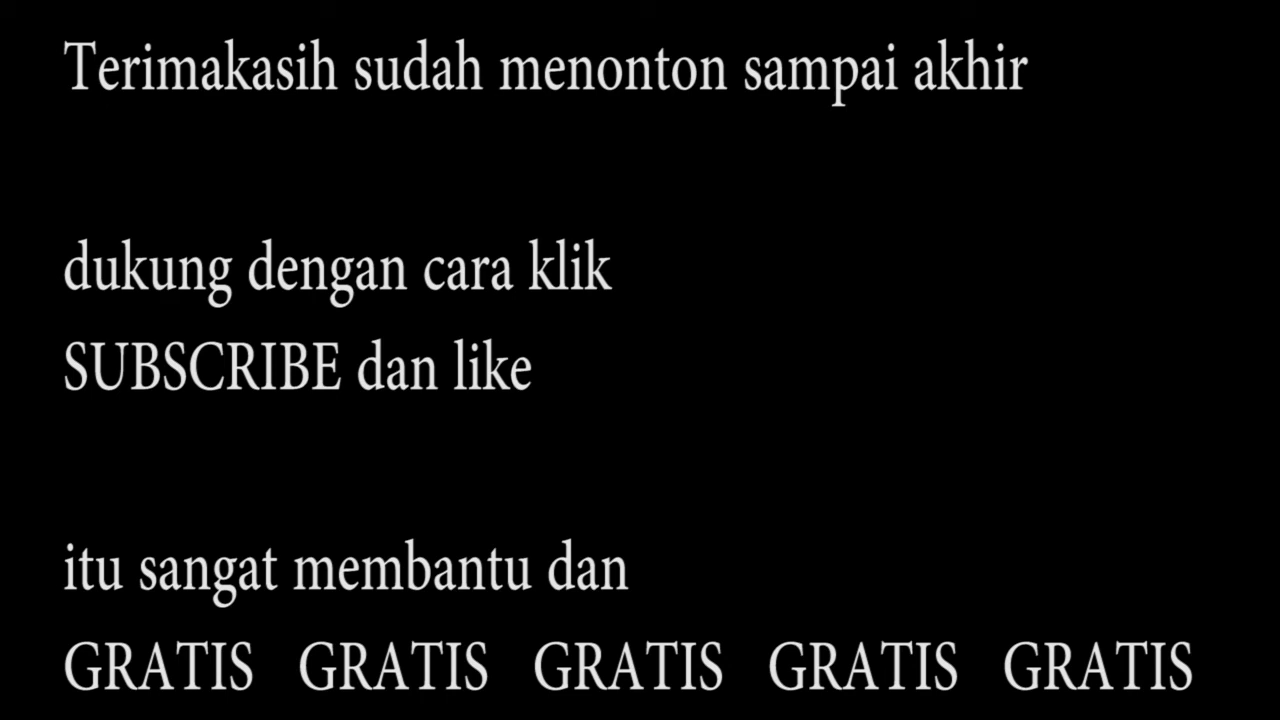 Terimakasih sudah menonton sampai akhir
dukung dengan cara klik
SUBSCRIBE dan like
itu sangat membantu dan
GRATIS GRATIS GRATIS GRATIS GRATIS